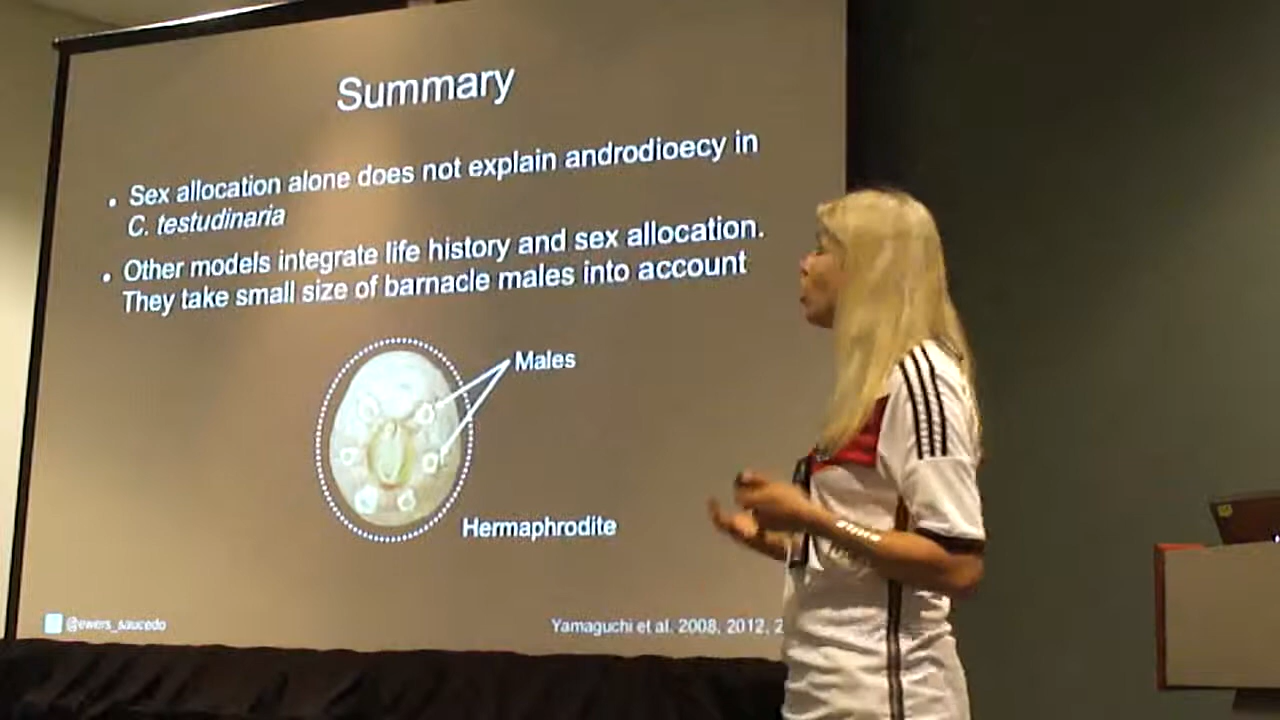 Summary
• Sex allocation alone does not explain androdioecy in
C. testudinaria
• Other models integrate life history and sex allocation.
They take small size of barnacle males into account
Males
Hermaphrodite
@ewers_saucedo
Yamaguchi et al. 2008, 2012, 2